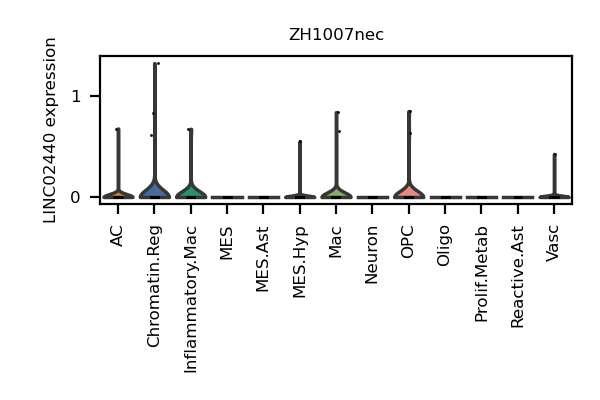 ZH1007nec
LINC02440 expression
1
0
AC
Chromatin.Reg
Inflammatory.Mac
MES
MES.Ast
MES.Hyp
Mac
Neuron
OPC
Oligo
Prolif.Metab
Reactive.Ast
Vasc